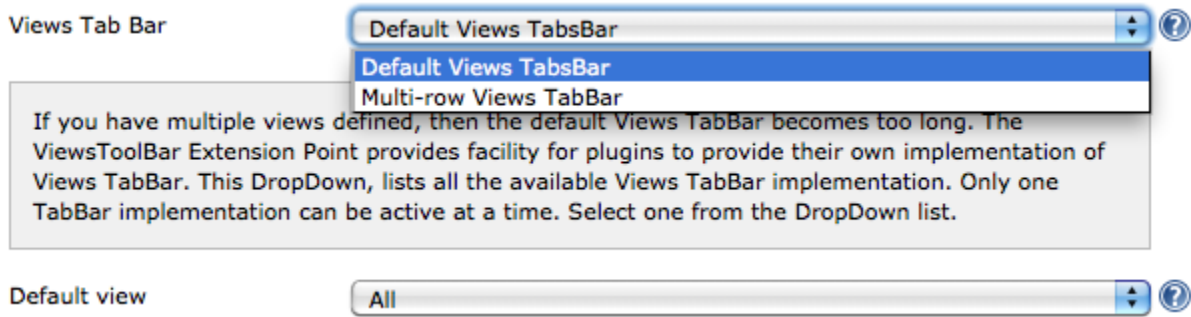 Views Tab Bar
Default Views TabsBar
Default Views TabsBar
Multi-row Views TabBar
If you have multiple views defined, then the default Views TabBar becomes too long. The
ViewsToolBar Extension Point provides facility for plugins to provide their own implementation of
Views TabBar. This DropDown, lists all the available Views TabBar implementation. Only one
TabBar implementation can be active at a time. Select one from the DropDown list.
Default view
All